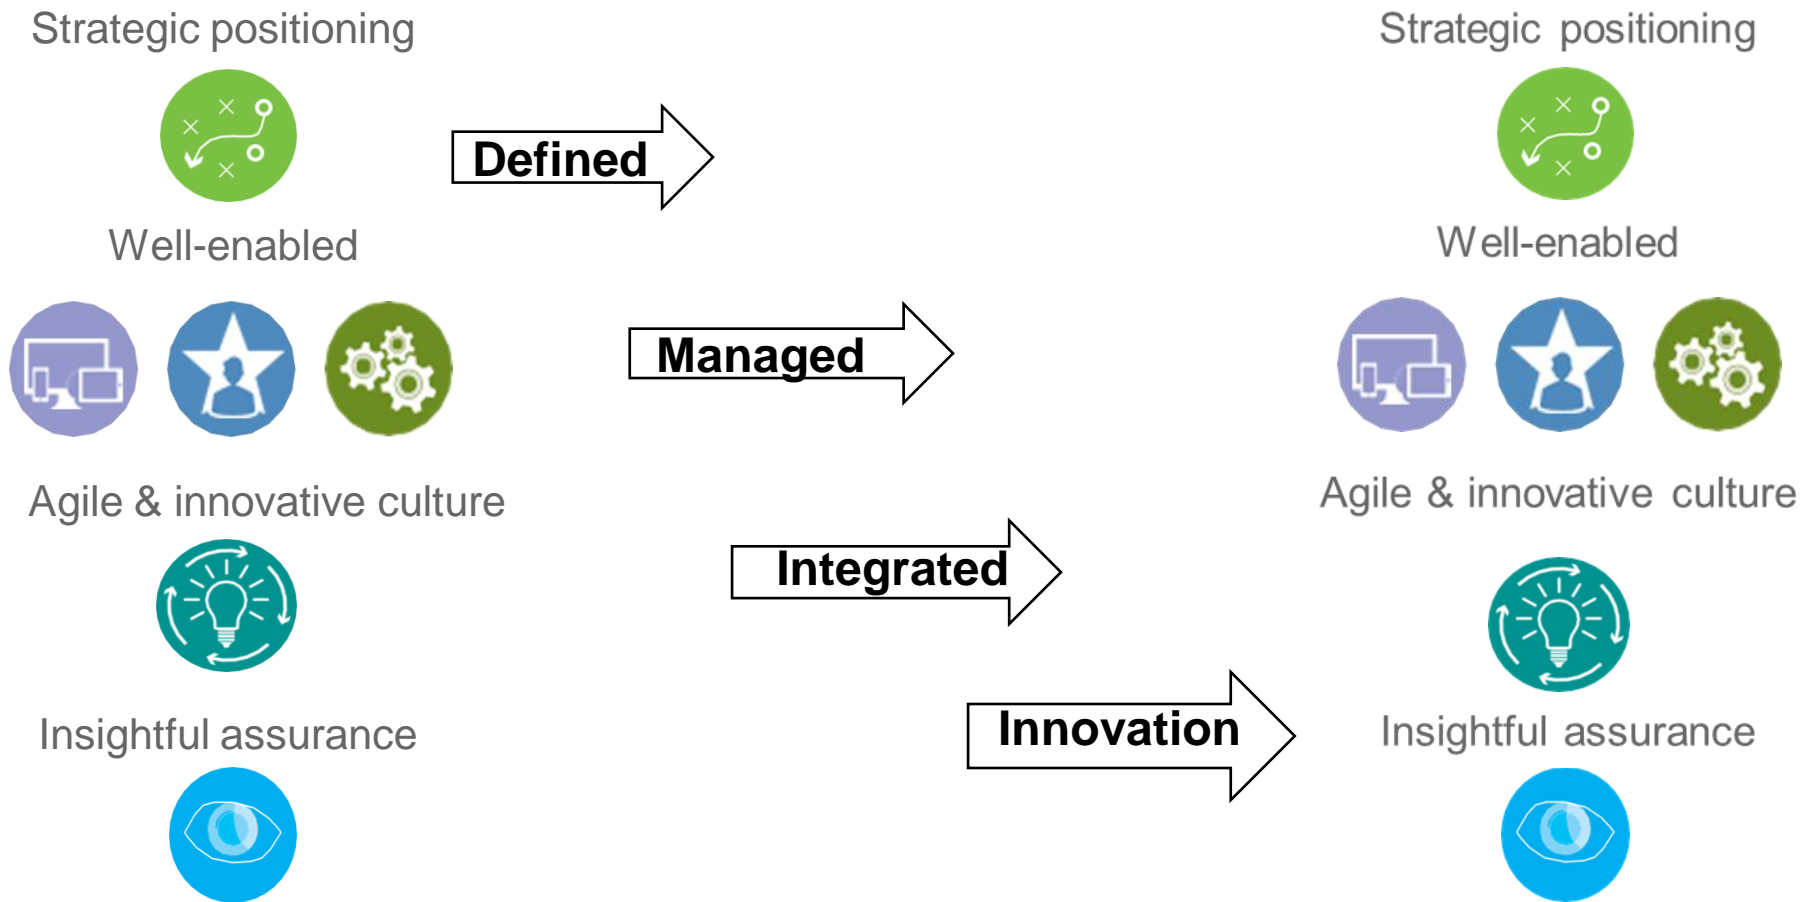 Strategic positioning
Well-enabled
Agile & innovative culture
Insightful assurance
Defined
Managed
Integrated
Innovation
Strategic positioning
Well-enabled
Agile & innovative culture
Insightful assurance